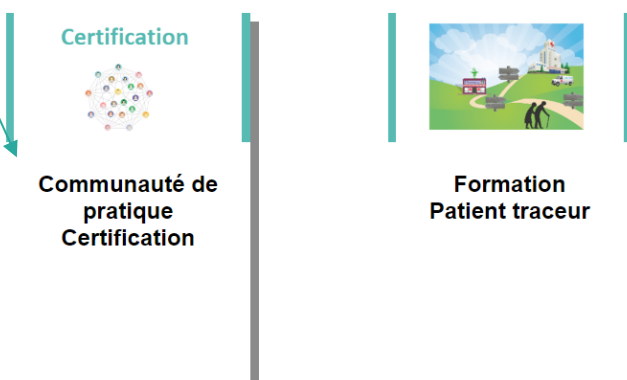 Certification
Communauté de
pratique
Certification
Formation
Patient traceur